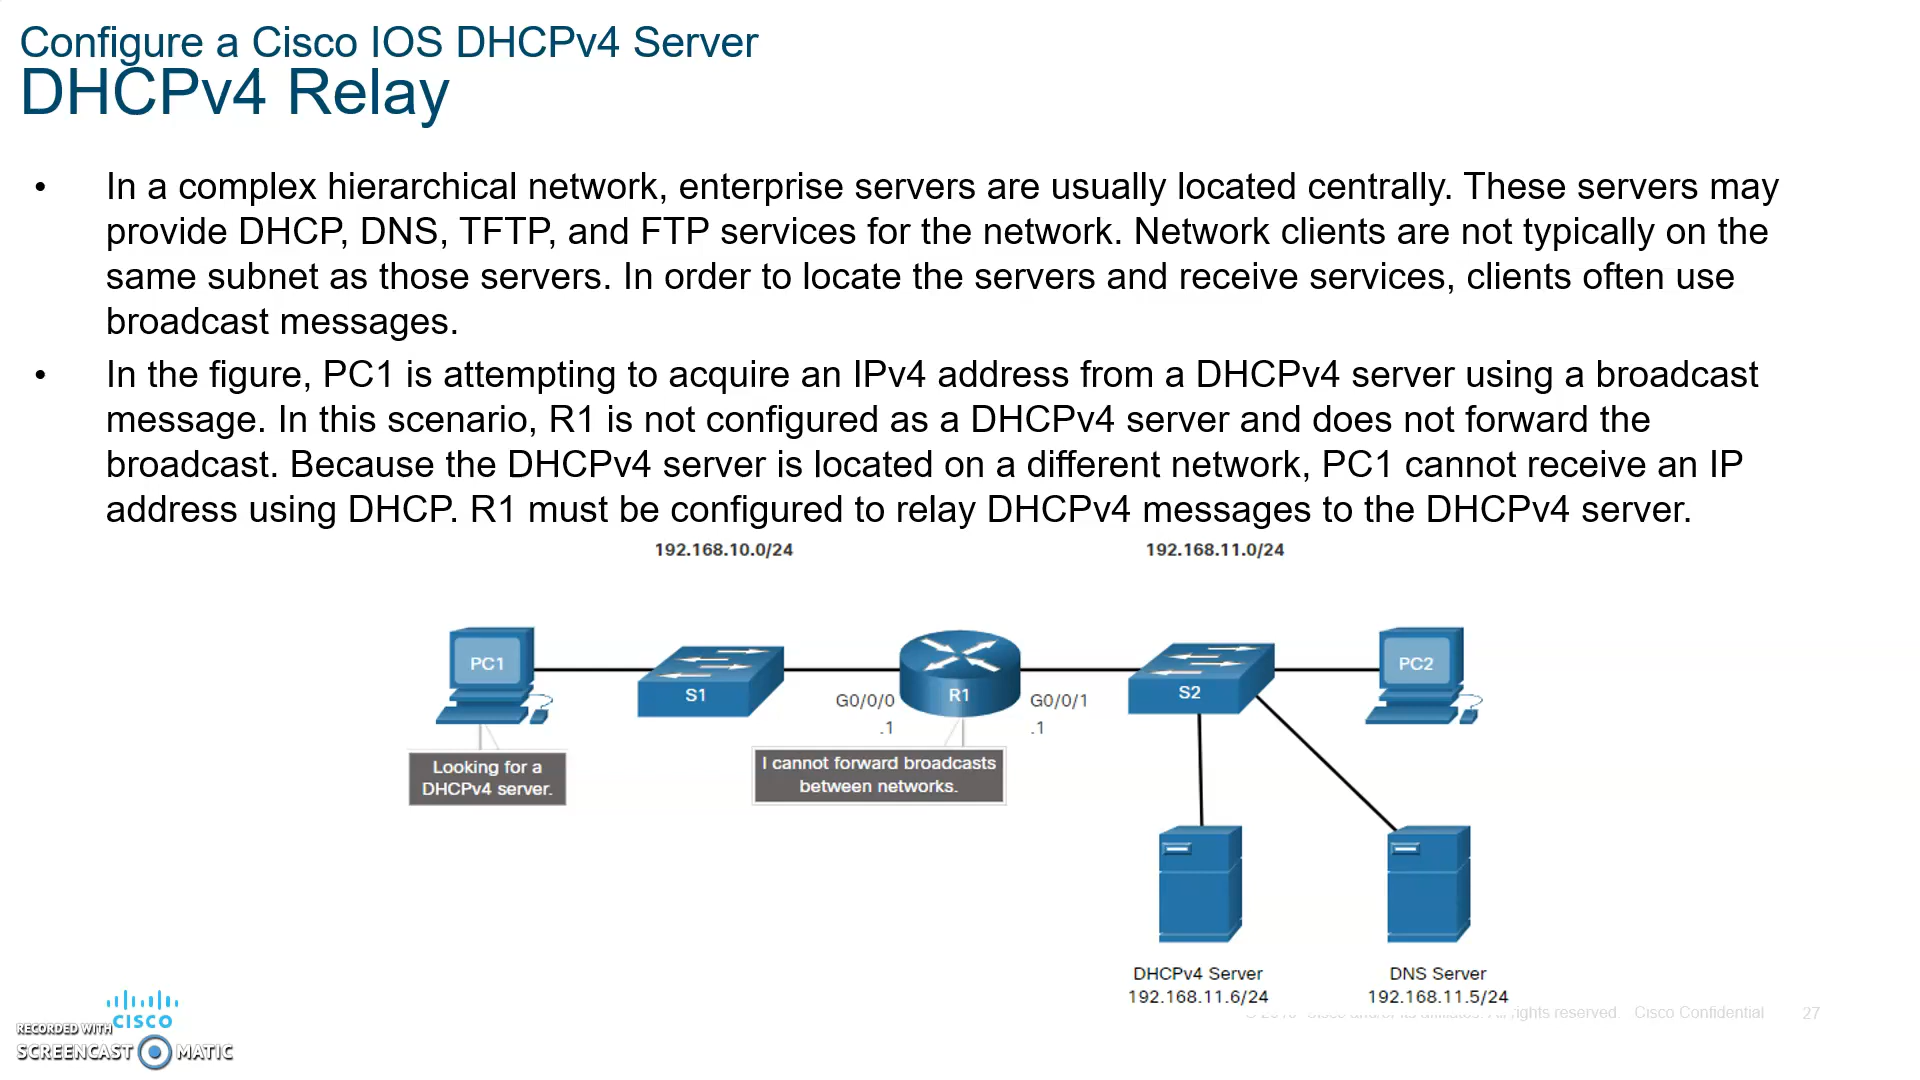 Configure a Cisco IOS DHCPv4 Server
DHCPv4 Relay
• In a complex hierarchical network, enterprise servers are usually located centrally. These servers may
provide DHCP, DNS, TFTP, and FTP services for the network. Network clients are not typically on the
same subnet as those servers. In order to locate the servers and receive services, clients often use
broadcast messages.
• In the figure, PC1 is attempting to acquire an IPv4 address from a DHCPv4 server using a broadcast
message. In this scenario, R1 is not configured as a DHCPv4 server and does not forward the
broadcast. Because the DHCPv4 server is located on a different network, PC1 cannot receive an IP
address using DHCP. R1 must be configured to relay DHCPv4 messages to the DHCPv4 server.
192.168.10.0/24 192.168.11.0/24
PC1 S1 R1 S2 PC2
G0/0/0 G0/0/1
.1 .1
Looking for a
DHCPv4 server.
I cannot forward broadcasts
between networks.
DHCPv4 Server
192.168.11.6/24
DNS Server
192.168.11.5/24
rights reserved. Cisco Confidential 27
CISCO
RECORDED WITH
SCREENCAST MATIC